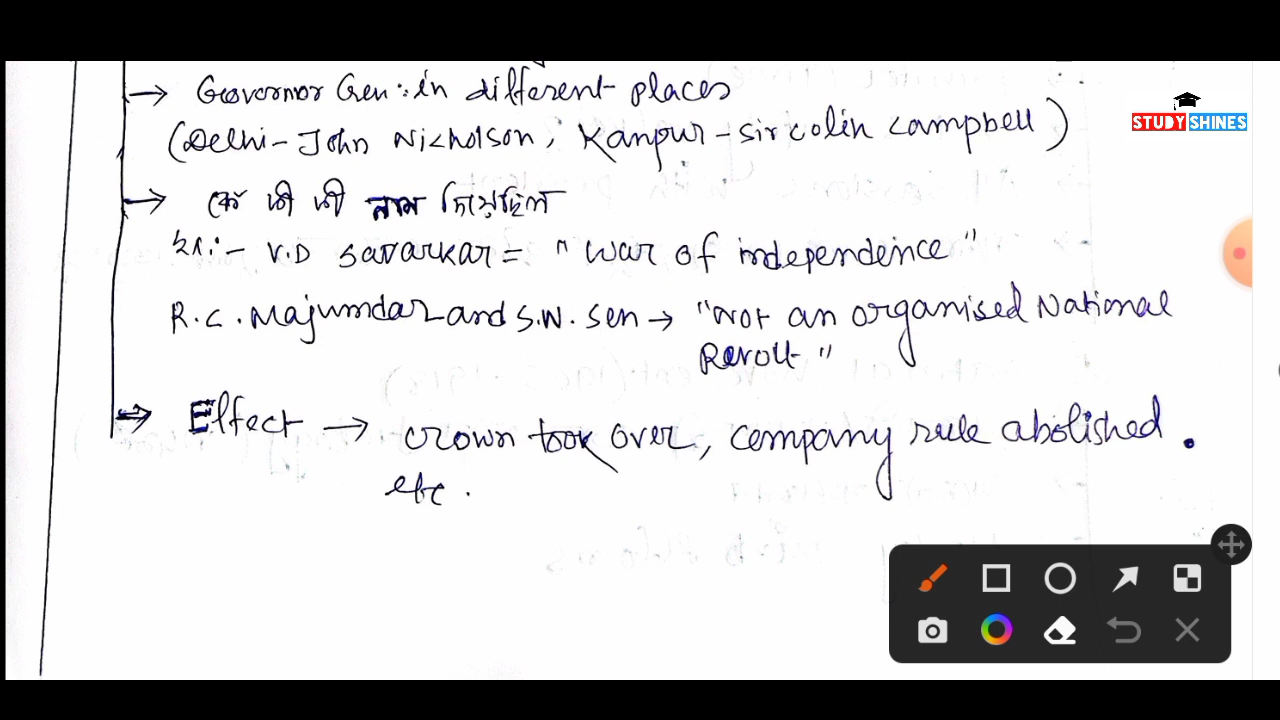 → Governor Gen: in different places
(Delhi - John Nicholson, Kanpur - Sir Colin Campbell)
→ কে কী কী নাম দিয়েছিল
V.D Savarkar = "War of independence"
R.C. Majumdar and S.N. Sen → "Not an organised National
Revolt"
⇒ Effect → crown took over, company rule abolished.
etc.
STUDY SHINES